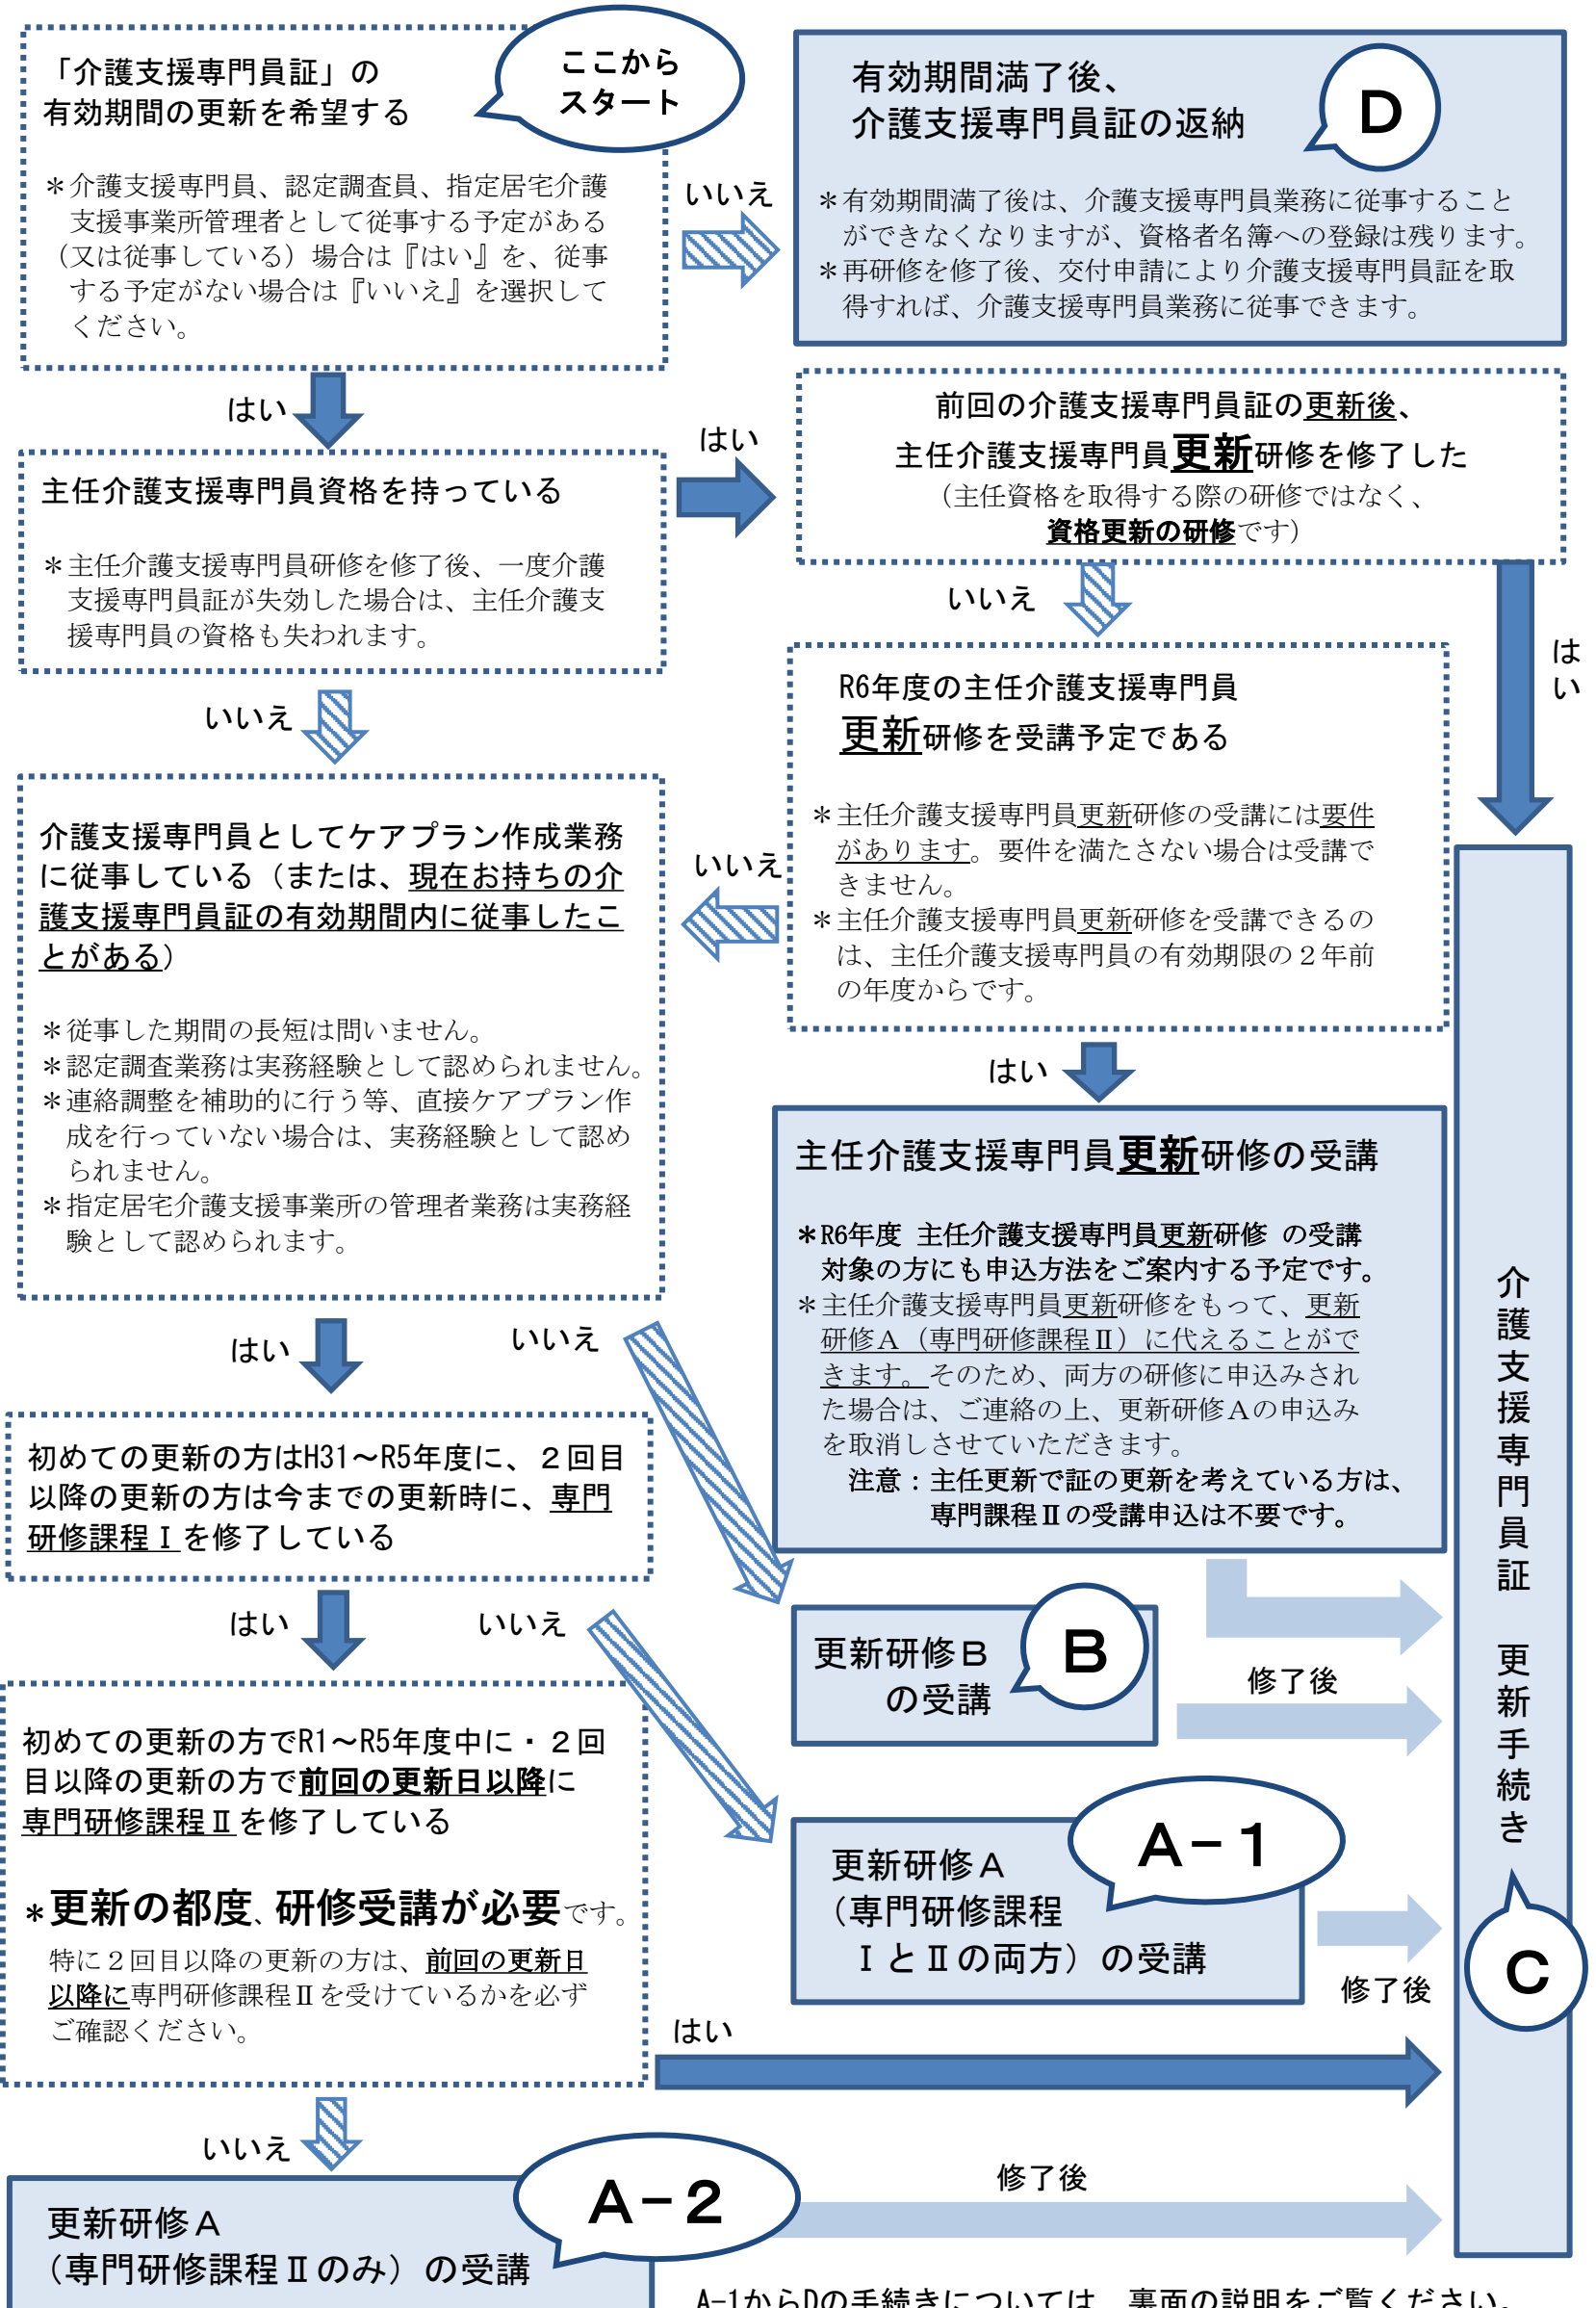 ここから
スタート
「介護支援専門員証」の
有効期間の更新を希望する
＊介護支援専門員、認定調査員、指定居宅介護
支援事業所管理者として従事する予定がある
（又は従事している）場合は『はい』を、従事
する予定がない場合は『いいえ』を選択して
ください。
いいえ
有効期間満了後、
介護支援専門員証の返納
D
＊有効期間満了後は、介護支援専門員業務に従事すること
ができなくなりますが、資格者名簿への登録は残ります。
＊再研修を修了後、交付申請により介護支援専門員証を取
得すれば、介護支援専門員業務に従事できます。
はい
主任介護支援専門員資格を持っている
＊主任介護支援専門員研修を修了後、一度介護
支援専門員証が失効した場合は、主任介護支
援専門員の資格も失われます。
はい
前回の介護支援専門員証の更新後、
主任介護支援専門員更新研修を修了した
（主任資格を取得する際の研修ではなく、
資格更新の研修です）
いいえ
はい
R6年度の主任介護支援専門員
更新研修を受講予定である
＊主任介護支援専門員更新研修の受講には要件
があります。要件を満たさない場合は受講で
きません。
＊主任介護支援専門員更新研修を受講できるの
は、主任介護支援専門員の有効期限の２年前
の年度からです。
いいえ
いいえ
介護支援専門員としてケアプラン作成業務
に従事している（または、現在お持ちの介
護支援専門員証の有効期間内に従事したこ
とがある）
＊従事した期間の長短は問いません。
＊認定調査業務は実務経験として認められません。
＊連絡調整を補助的に行う等、直接ケアプラン作
成を行っていない場合は、実務経験として認め
られません。
＊指定居宅介護支援事業所の管理者業務は実務経
験として認められます。
はい
主任介護支援専門員更新研修の受講
＊R6年度 主任介護支援専門員更新研修 の受講
対象の方にも申込方法をご案内する予定です。
＊主任介護支援専門員更新研修をもって、更新
研修Ａ（専門研修課程Ⅱ）に代えることがで
きます。そのため、両方の研修に申込みされ
た場合は、ご連絡の上、更新研修Ａの申込み
を取消しさせていただきます。
注意：主任更新で証の更新を考えている方は、
専門課程Ⅱの受講申込は不要です。
はい
いいえ
初めての更新の方はH31～R5年度に、２回目
以降の更新の方は今までの更新時に、専門
研修課程Ⅰを修了している
はい
いいえ
更新研修Ｂ
の受講
B
修了後
初めての更新の方でR1～R5年度中に・２回
目以降の更新の方で前回の更新日以降に
専門研修課程Ⅱを修了している
＊更新の都度、研修受講が必要です。
特に２回目以降の更新の方は、前回の更新日
以降に専門研修課程Ⅱを受けているかを必ず
ご確認ください。
更新研修Ａ
（専門研修課程
ⅠとⅡの両方）の受講
A-1
修了後
はい
介護支援専門員証　更新手続き
C
いいえ
更新研修Ａ
（専門研修課程Ⅱのみ）の受講
A-2
修了後
A-1からDの手続きについては、裏面の説明をご覧ください。